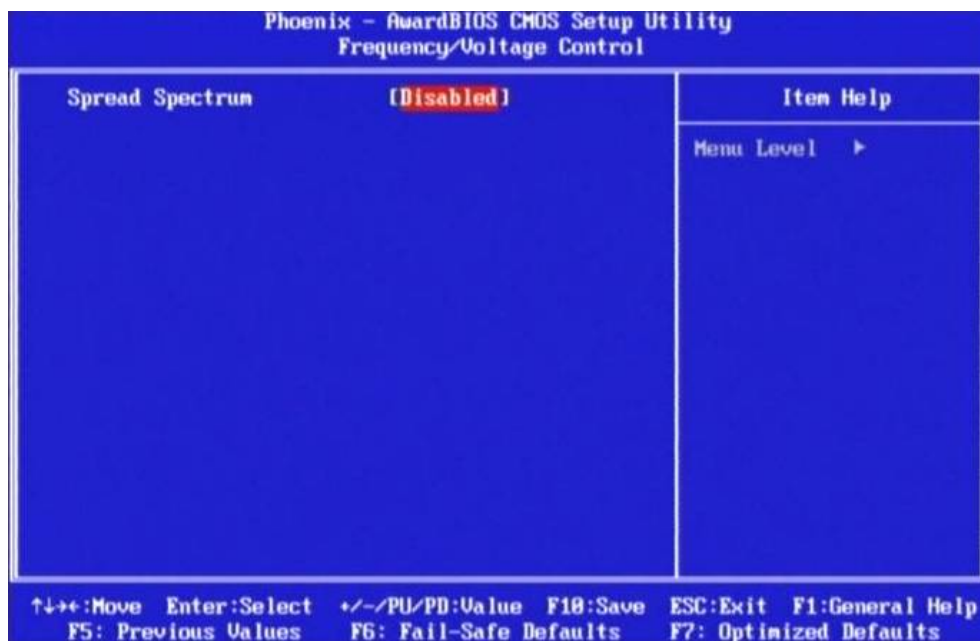 Phoenix - AwardBIOS CMOS Setup Utility
Frequency/Voltage Control
Spread Spectrum [Disabled]
Item Help
Menu Level ▶
↑↓→←:Move Enter:Select +/-/PU/PD:Value F10:Save ESC:Exit F1:General Help
F5: Previous Values F6: Fail-Safe Defaults F7: Optimized Defaults